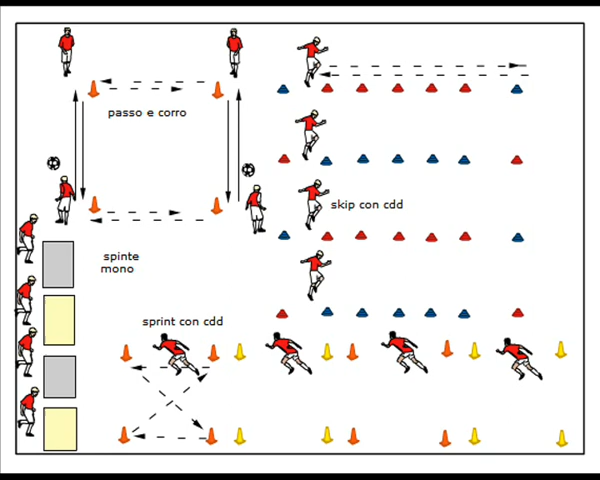 passo e corro
skip con cdd
spinte
mono
sprint con cdd